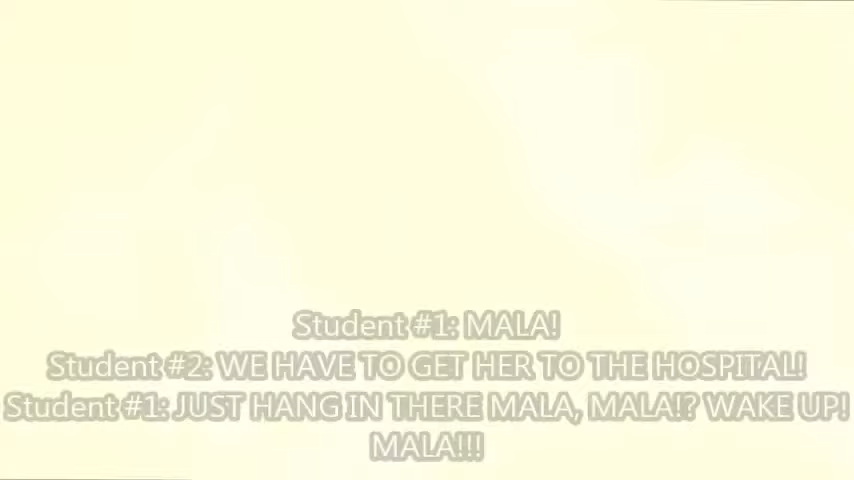 Student #1: MALA!
Student #2: WE HAVE TO GET HER TO THE HOSPITAL!
Student #1: JUST HANG IN THERE MALA, MALA!? WAKE UP!
MALA!!!